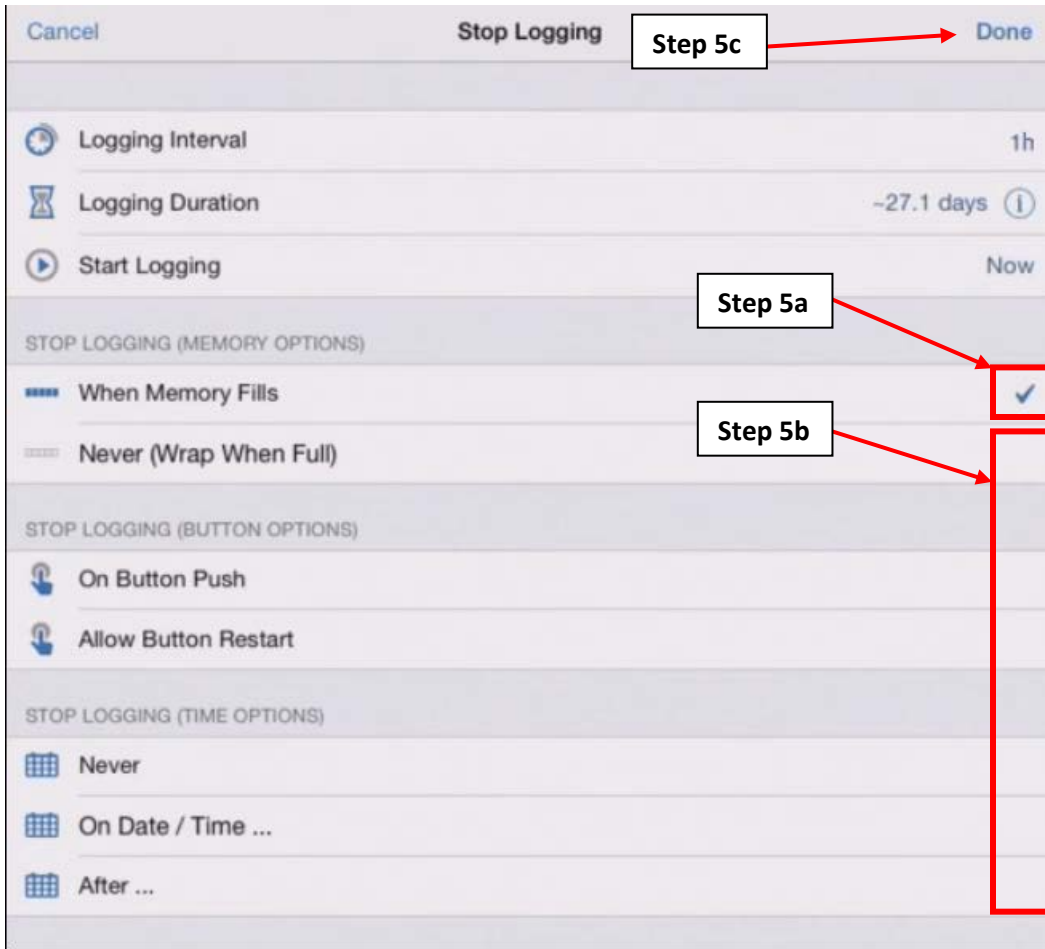 Cancel Stop Logging Step 5c Done
Logging Interval 1h
Logging Duration ~27.1 days i
Start Logging Now
Step 5a
STOP LOGGING (MEMORY OPTIONS)
When Memory Fills
Step 5b
Never (Wrap When Full)
STOP LOGGING (BUTTON OPTIONS)
On Button Push
Allow Button Restart
STOP LOGGING (TIME OPTIONS)
Never
On Date / Time ...
After ...